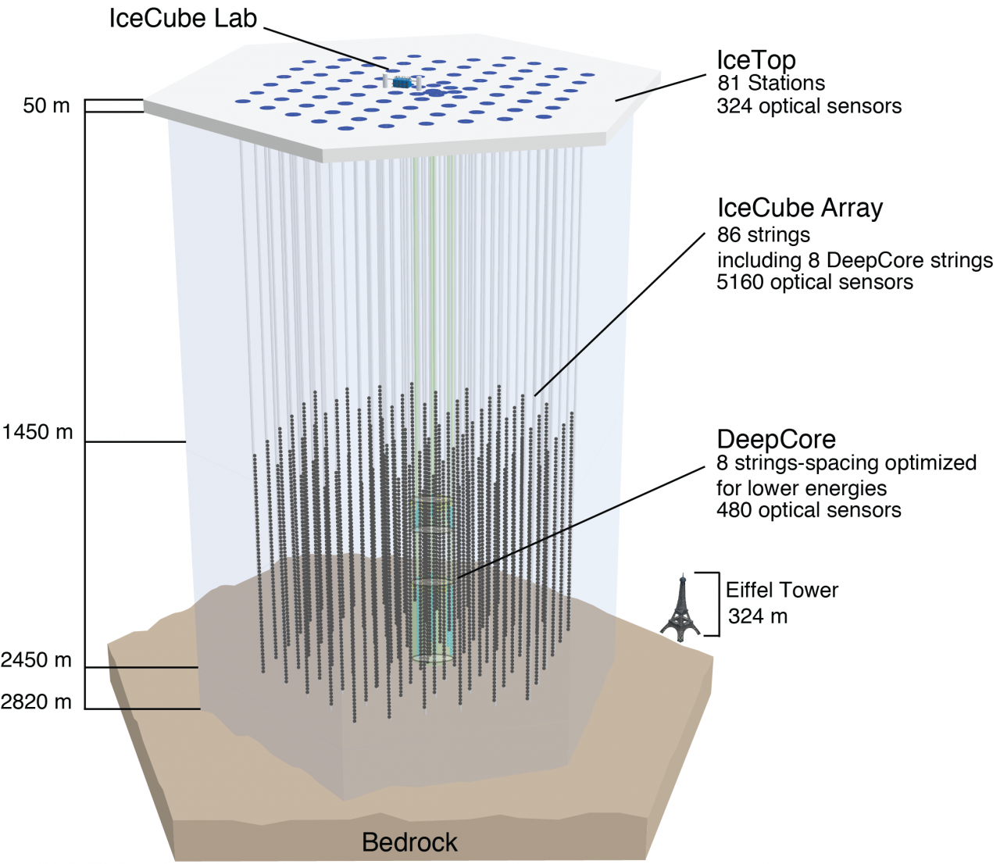 IceCube Lab
IceTop
81 Stations
324 optical sensors
50 m
IceCube Array
86 strings
including 8 DeepCore strings
5160 optical sensors
1450 m
DeepCore
8 strings-spacing optimized
for lower energies
480 optical sensors
Eiffel Tower
324 m
2450 m
2820 m
Bedrock